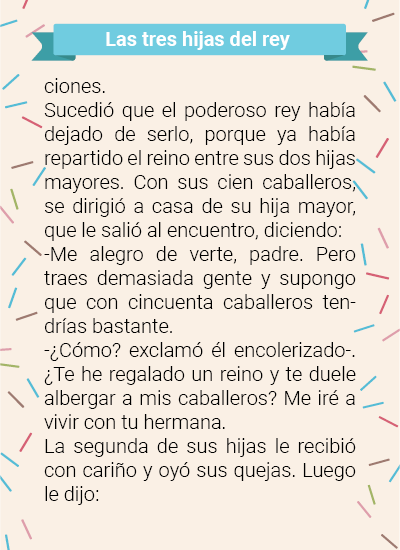 Las tres hijas del rey
ciones.
Sucedió que el poderoso rey había
dejado de serlo, porque ya había
repartido el reino entre sus dos hijas
mayores. Con sus cien caballeros,
se dirigió a casa de su hija mayor,
que le salió al encuentro, diciendo:
-Me alegro de verte, padre. Pero
traes demasiada gente y supongo
que con cincuenta caballeros ten-
drías bastante.
-¿Cómo? exclamó él encolerizado-.
¿Te he regalado un reino y te duele
albergar a mis caballeros? Me iré a
vivir con tu hermana.
La segunda de sus hijas le recibió
con cariño y oyó sus quejas. Luego
le dijo: